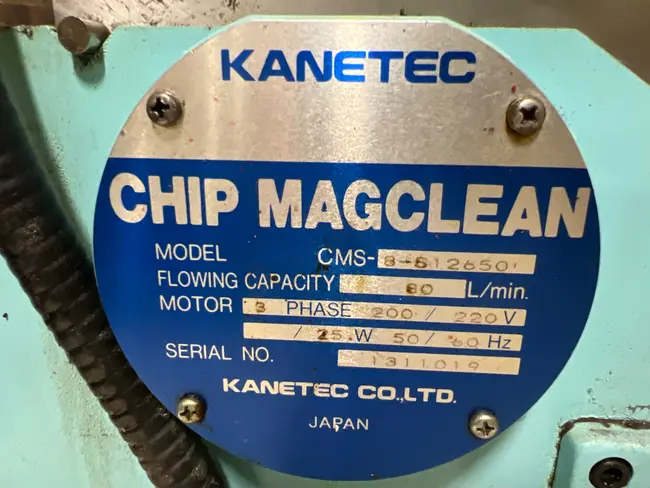 KANETEC
CHIP MAGCLEAN
MODEL CMS-8-S126501
FLOWING CAPACITY 80 L/min.
MOTOR 3 PHASE 200 / 220 V
/ 25 W 50 / 60 Hz
SERIAL NO. 1311019
KANETEC CO.,LTD.
JAPAN